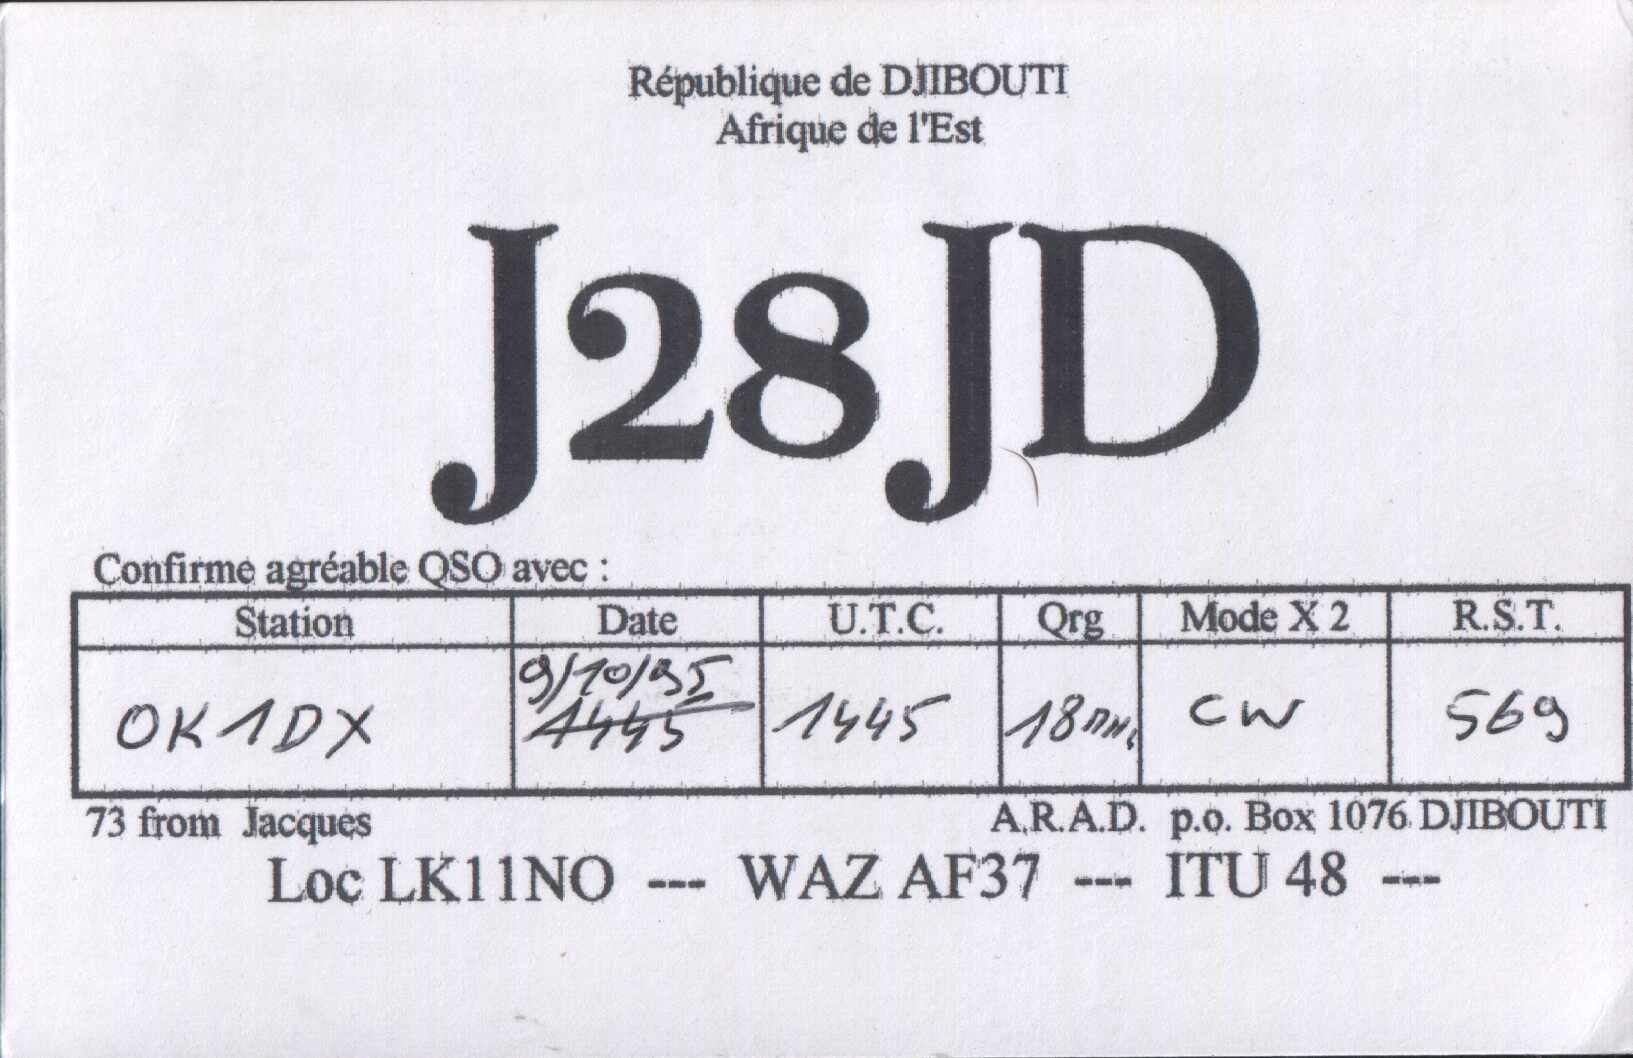 République de DJIBOUTI
Afrique de l'Est
J28JD
Confirme agréable QSO avec :
Station Date U.T.C. Qrg Mode X 2 R.S.T.
9/10/95
OK1DX 1445 1445 18 CW 569
73 from Jacques A.R.A.D. p.o. Box 1076 DJIBOUTI
Loc LK11NO --- WAZ AF37 --- ITU 48 ---